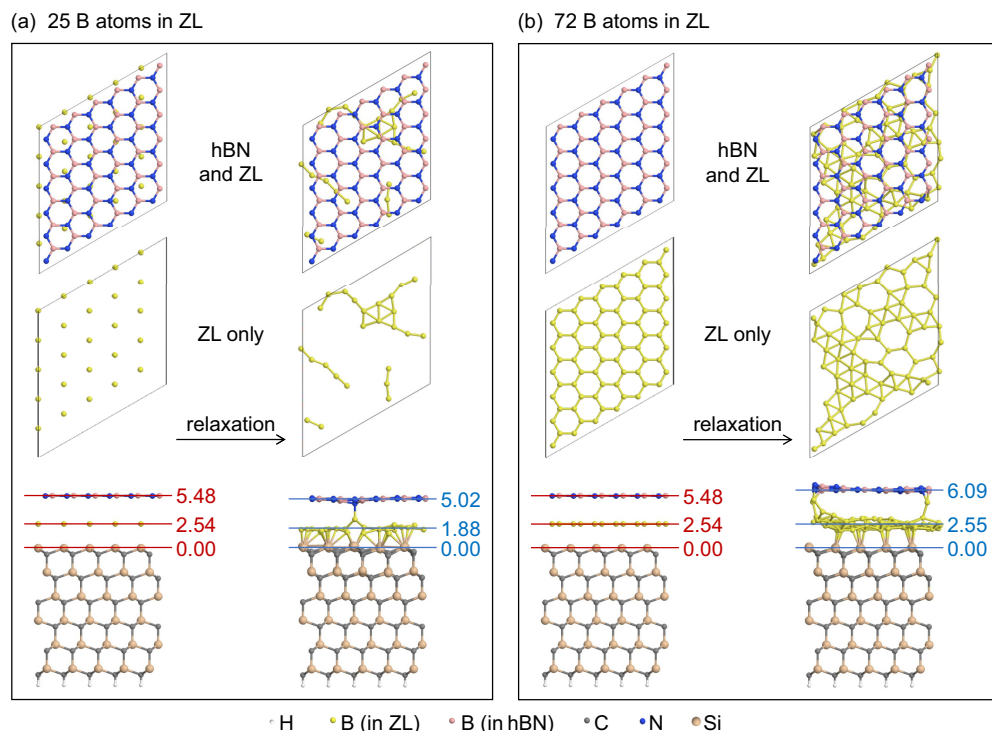 (a) 25 B atoms in ZL
hBN
and ZL
ZL only
relaxation
5.48
2.54
0.00
5.02
1.88
0.00
(b) 72 B atoms in ZL
hBN
and ZL
ZL only
relaxation
5.48
2.54
0.00
6.09
2.55
0.00
H B (in ZL) B (in hBN) C N Si